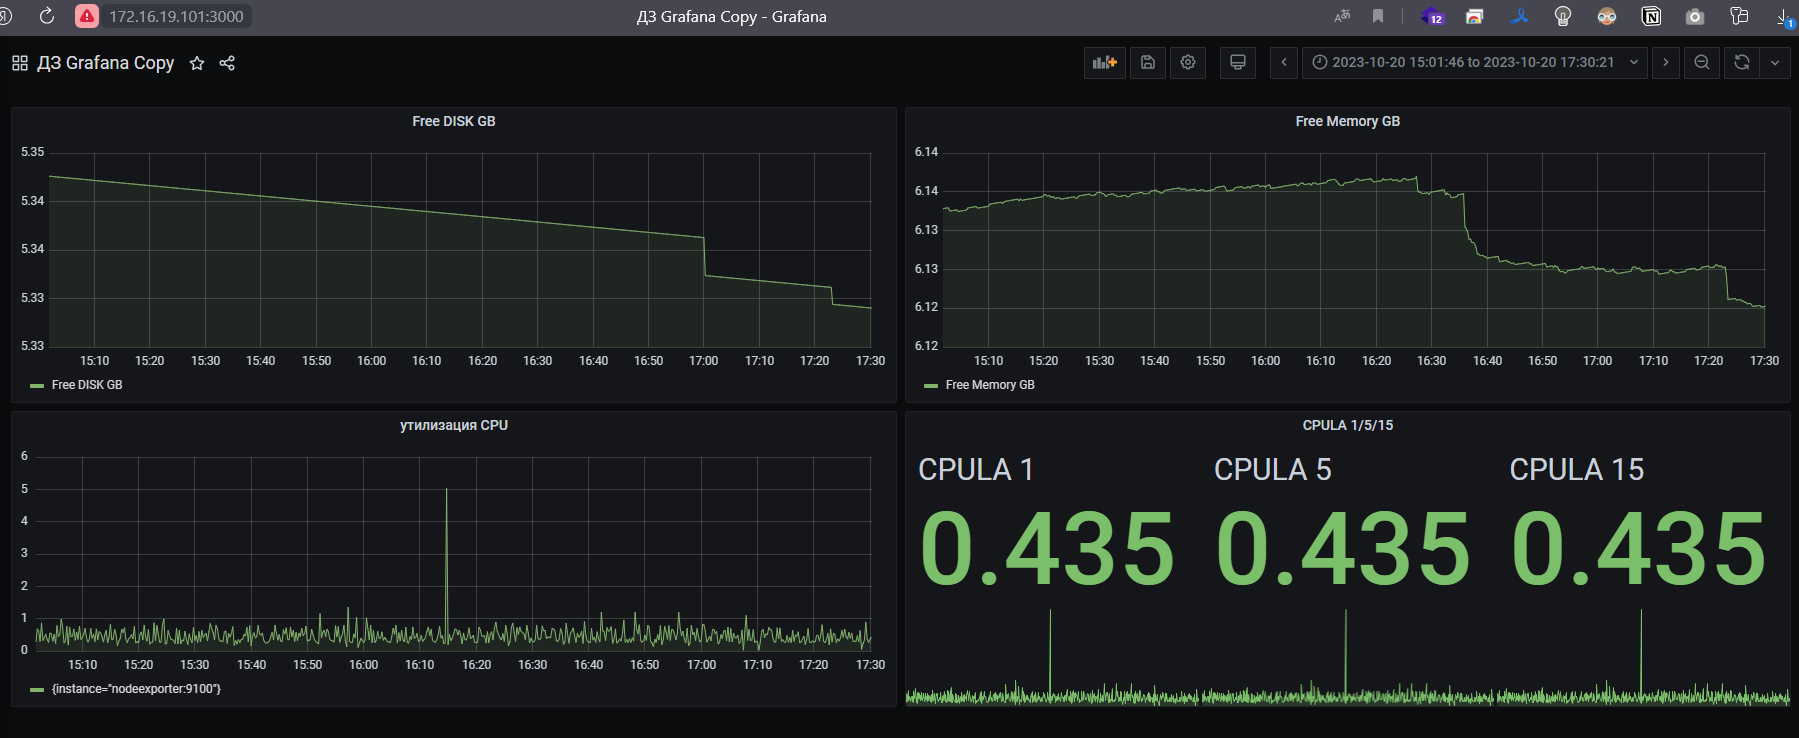 172.16.19.101:3000
ДЗ Grafana Copy - Grafana
12
1
ДЗ Grafana Copy
2023-10-20 15:01:46 to 2023-10-20 17:30:21
Free DISK GB
5.35
5.34
5.34
5.33
5.33
15:10 15:20 15:30 15:40 15:50 16:00 16:10 16:20 16:30 16:40 16:50 17:00 17:10 17:20 17:30
Free DISK GB
Free Memory GB
6.14
6.14
6.13
6.13
6.12
6.12
15:10 15:20 15:30 15:40 15:50 16:00 16:10 16:20 16:30 16:40 16:50 17:00 17:10 17:20 17:30
Free Memory GB
утилизация CPU
6
5
4
3
2
1
0
15:10 15:20 15:30 15:40 15:50 16:00 16:10 16:20 16:30 16:40 16:50 17:00 17:10 17:20 17:30
{instance="nodeexporter:9100"}
CPULA 1/5/15
CPULA 1 CPULA 5 CPULA 15
0.435 0.435 0.435